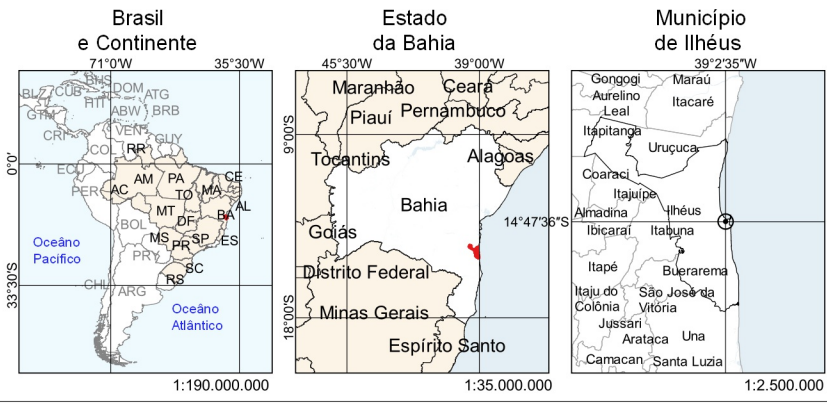 Brasil
e Continente
71°0'W 35°30'W
BHS
BLZ CUB DOM ATG
HTI
GTM ABW BRB
CRI VEN GUY
COL RR
0°0'
ECU AM PA CE
PER AC TO MA
AL
MT BA
DF
BOL
MS SP ES
PR
Oceâno
Pacífico
PRY
SC
RS
33°30'S
CHL ARG
Oceâno
Atlântico
1:190.000.000
Estado
da Bahia
45°30'W 39°00'W
Maranhão Ceará
Piauí Pernambuco
9°00'S
Tocantins Alagoas
Bahia
Goiás
Distrito Federal
18°00'S
Minas Gerais
Espírito Santo
1:35.000.000
Município
de Ilhéus
39°2'35"W
Gongogi Maraú
Aurelino
Leal Itacaré
Itapitanga
Uruçuca
Coaraci
Itajuípe
Almadina Ilhéus
14°47'36"S
Ibicaraí Itabuna
Itapé Buerarema
Itaju do São José da
Colônia Vitória
Jussari
Arataca Una
Camacan Santa Luzia
1:2.500.000